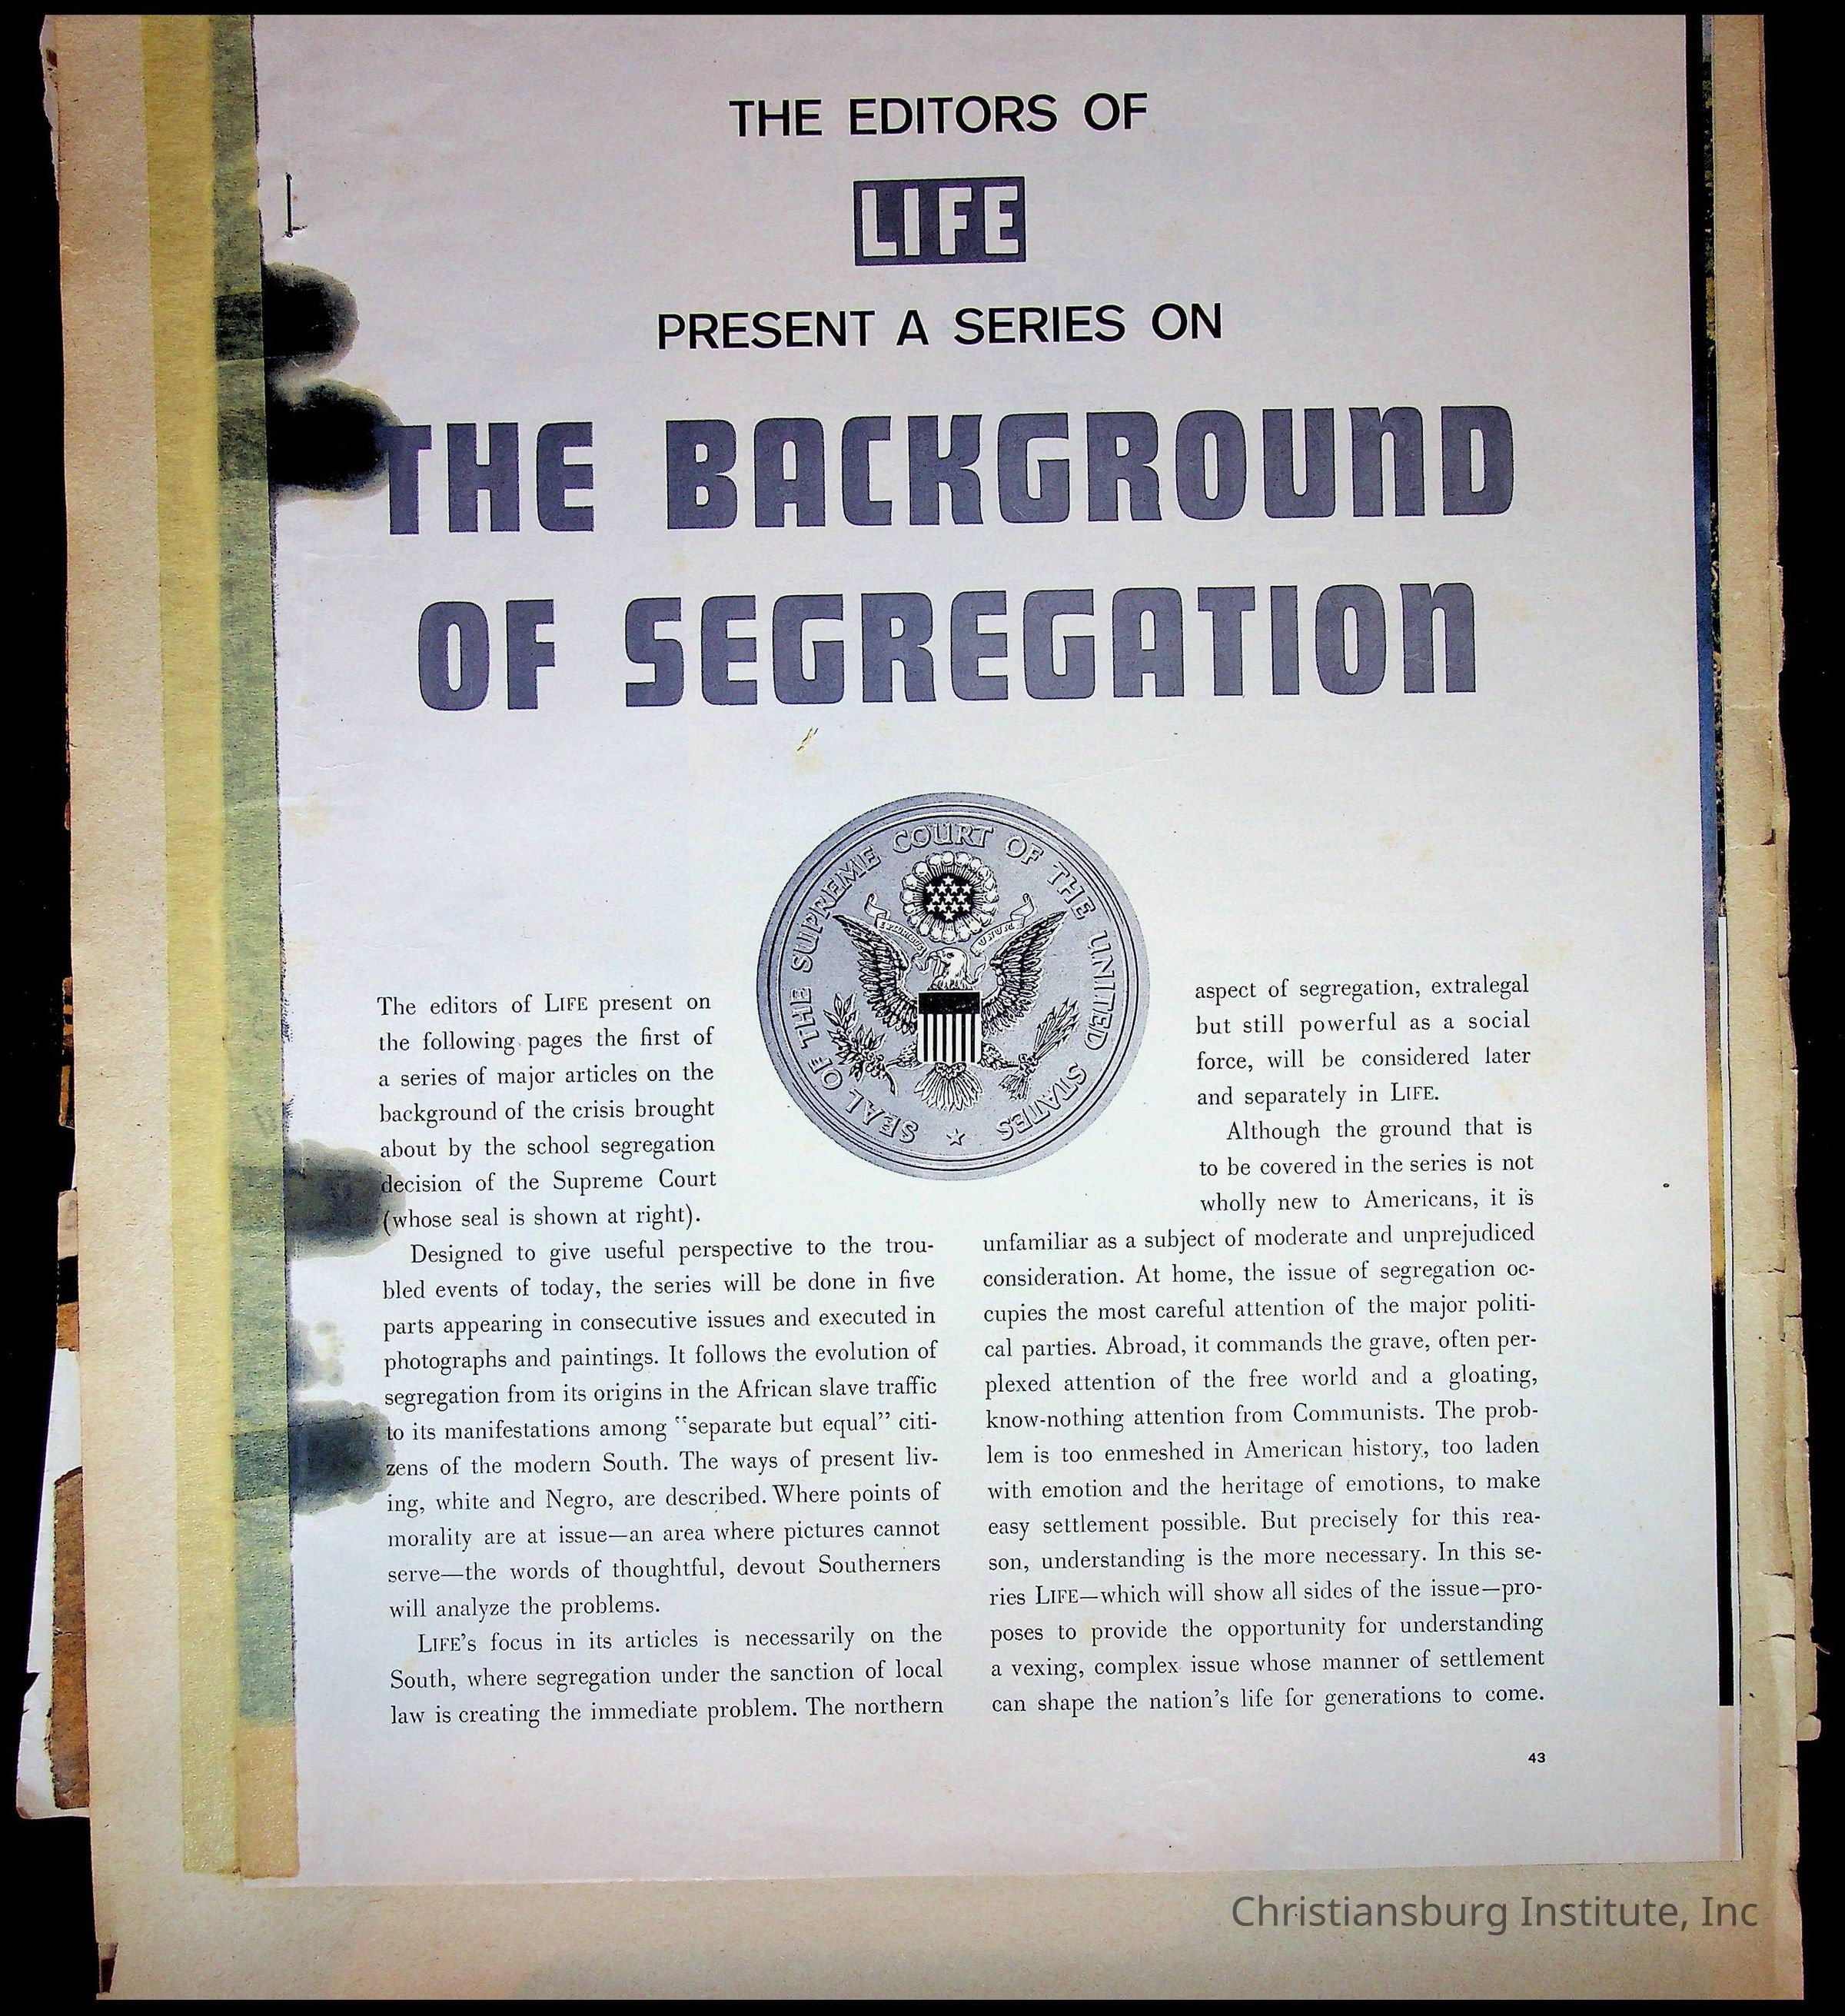 THE EDITORS OF
LIFE
PRESENT A SERIES ON
THE BACKGROUND
OF SEGREGATION
SEAL OF THE SUPREME COURT OF THE UNITED STATES
E PLURIBUS UNUM
The editors of LIFE present on
the following pages the first of
a series of major articles on the
background of the crisis brought
about by the school segregation
decision of the Supreme Court
(whose seal is shown at right).
Designed to give useful perspective to the trou-
bled events of today, the series will be done in five
parts appearing in consecutive issues and executed in
photographs and paintings. It follows the evolution of
segregation from its origins in the African slave traffic
to its manifestations among "separate but equal" citi-
zens of the modern South. The ways of present liv-
ing, white and Negro, are described. Where points of
morality are at issue—an area where pictures cannot
serve—the words of thoughtful, devout Southerners
will analyze the problems.
LIFE's focus in its articles is necessarily on the
South, where segregation under the sanction of local
law is creating the immediate problem. The northern
aspect of segregation, extralegal
but still powerful as a social
force, will be considered later
and separately in LIFE.
Although the ground that is
to be covered in the series is not
wholly new to Americans, it is
unfamiliar as a subject of moderate and unprejudiced
consideration. At home, the issue of segregation oc-
cupies the most careful attention of the major politi-
cal parties. Abroad, it commands the grave, often per-
plexed attention of the free world and a gloating,
know-nothing attention from Communists. The prob-
lem is too enmeshed in American history, too laden
with emotion and the heritage of emotions, to make
easy settlement possible. But precisely for this rea-
son, understanding is the more necessary. In this se-
ries LIFE—which will show all sides of the issue—pro-
poses to provide the opportunity for understanding
a vexing, complex issue whose manner of settlement
can shape the nation's life for generations to come.
43
Christiansburg Institute, Inc